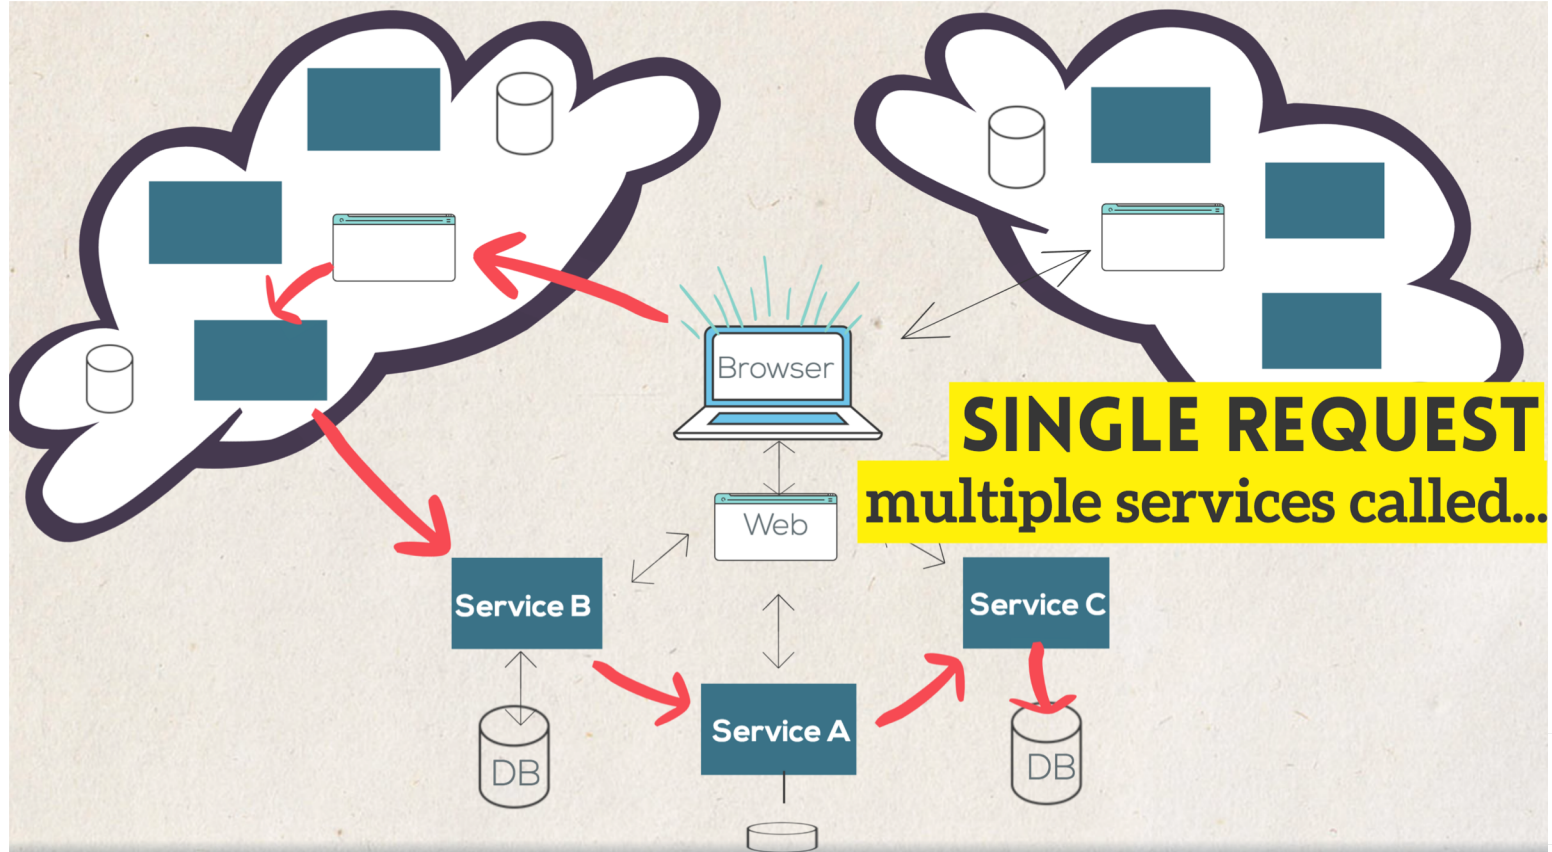 Browser
SINGLE REQUEST
multiple services called...
Web
Service B
Service C
Service A
DB
DB